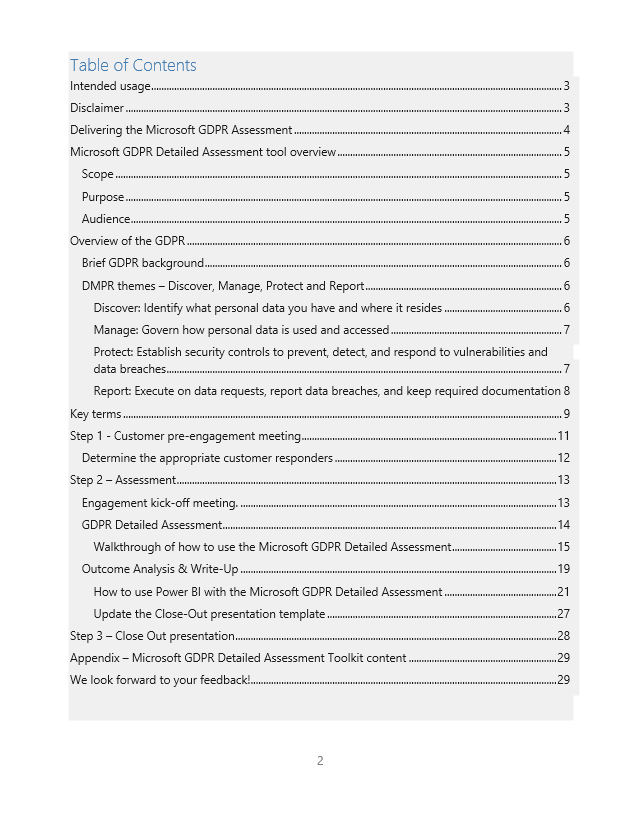 Table of Contents
Intended usage 3
Disclaimer 3
Delivering the Microsoft GDPR Assessment 4
Microsoft GDPR Detailed Assessment tool overview 5
Scope 5
Purpose 5
Audience 5
Overview of the GDPR 6
Brief GDPR background 6
DMPR themes – Discover, Manage, Protect and Report 6
Discover: Identify what personal data you have and where it resides 6
Manage: Govern how personal data is used and accessed 7
Protect: Establish security controls to prevent, detect, and respond to vulnerabilities and
data breaches 7
Report: Execute on data requests, report data breaches, and keep required documentation 8
Key terms 9
Step 1 - Customer pre-engagement meeting 11
Determine the appropriate customer responders 12
Step 2 – Assessment 13
Engagement kick-off meeting. 13
GDPR Detailed Assessment 14
Walkthrough of how to use the Microsoft GDPR Detailed Assessment 15
Outcome Analysis & Write-Up 19
How to use Power BI with the Microsoft GDPR Detailed Assessment 21
Update the Close-Out presentation template 27
Step 3 – Close Out presentation 28
Appendix – Microsoft GDPR Detailed Assessment Toolkit content 29
We look forward to your feedback! 29
2